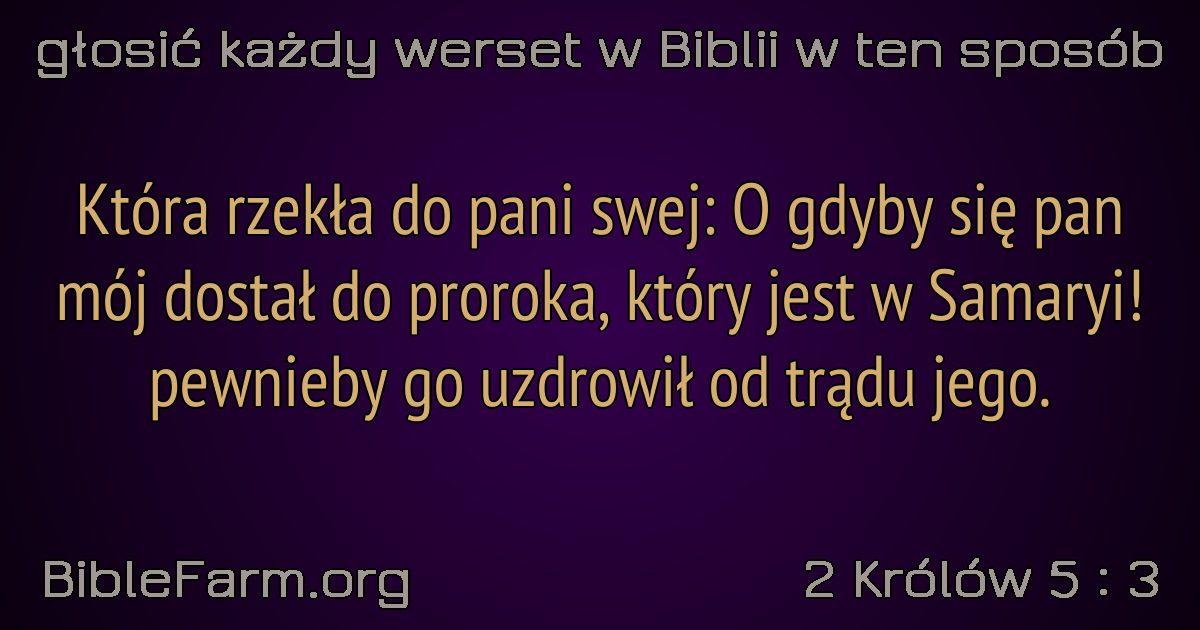 głosić każdy werset w Biblii w ten sposób
Która rzekła do pani swej: O gdyby się pan
mój dostał do proroka, który jest w Samaryi!
pewnieby go uzdrowił od trądu jego.
BibleFarm.org
2 Królów 5 : 3